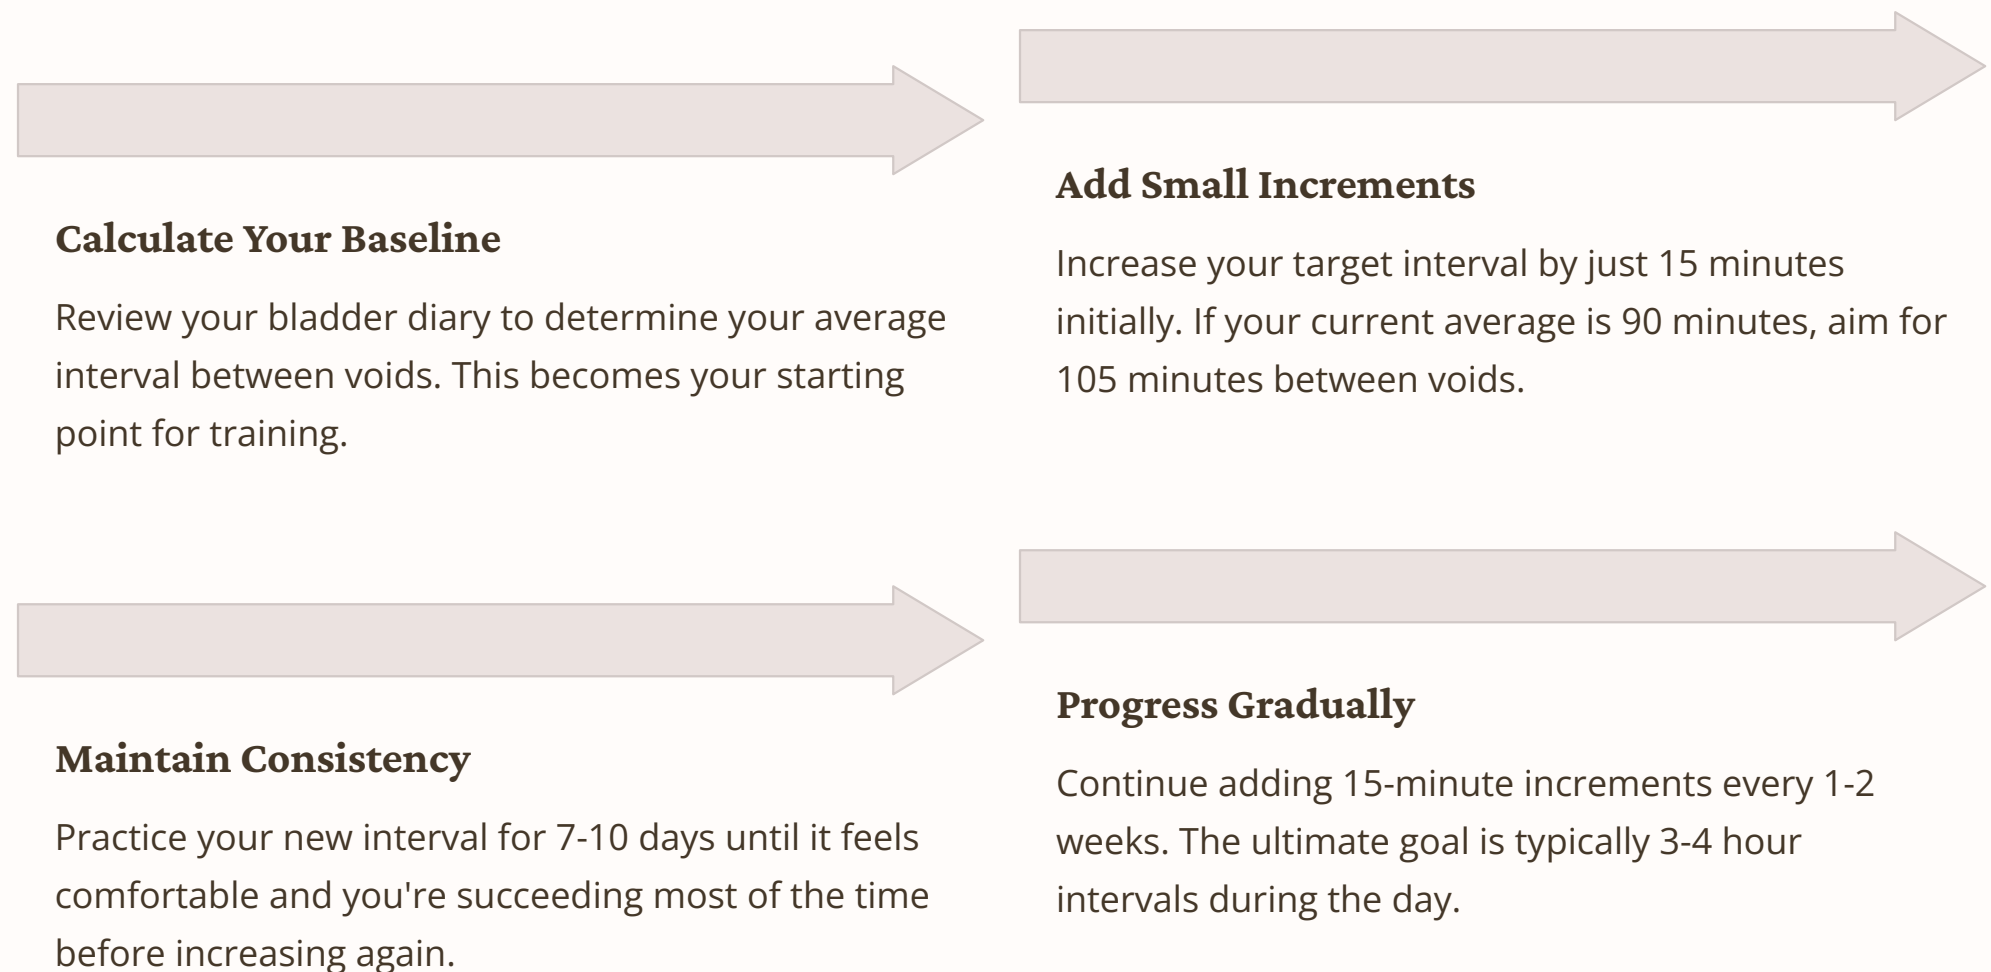 Calculate Your Baseline
Review your bladder diary to determine your average
interval between voids. This becomes your starting
point for training.
Add Small Increments
Increase your target interval by just 15 minutes
initially. If your current average is 90 minutes, aim for
105 minutes between voids.
Maintain Consistency
Practice your new interval for 7-10 days until it feels
comfortable and you're succeeding most of the time
before increasing again.
Progress Gradually
Continue adding 15-minute increments every 1-2
weeks. The ultimate goal is typically 3-4 hour
intervals during the day.